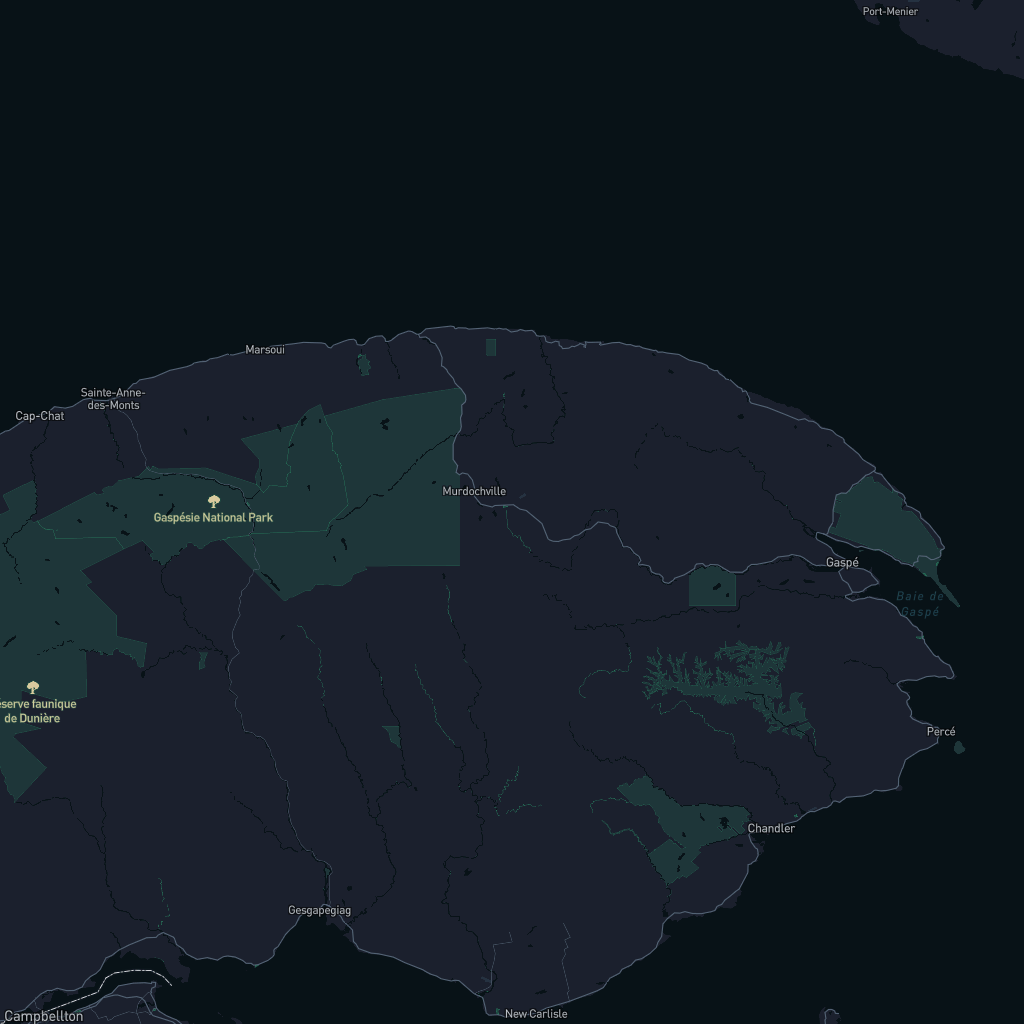 Port-Menier
Marsoui
Sainte-Anne-
des-Monts
Cap-Chat
Murdochville
Gaspésie National Park
Gaspé
Baie de
Gaspé
serve faunique
de Dunière
Percé
Chandler
Gesgapegiag
New Carlisle
Campbellton